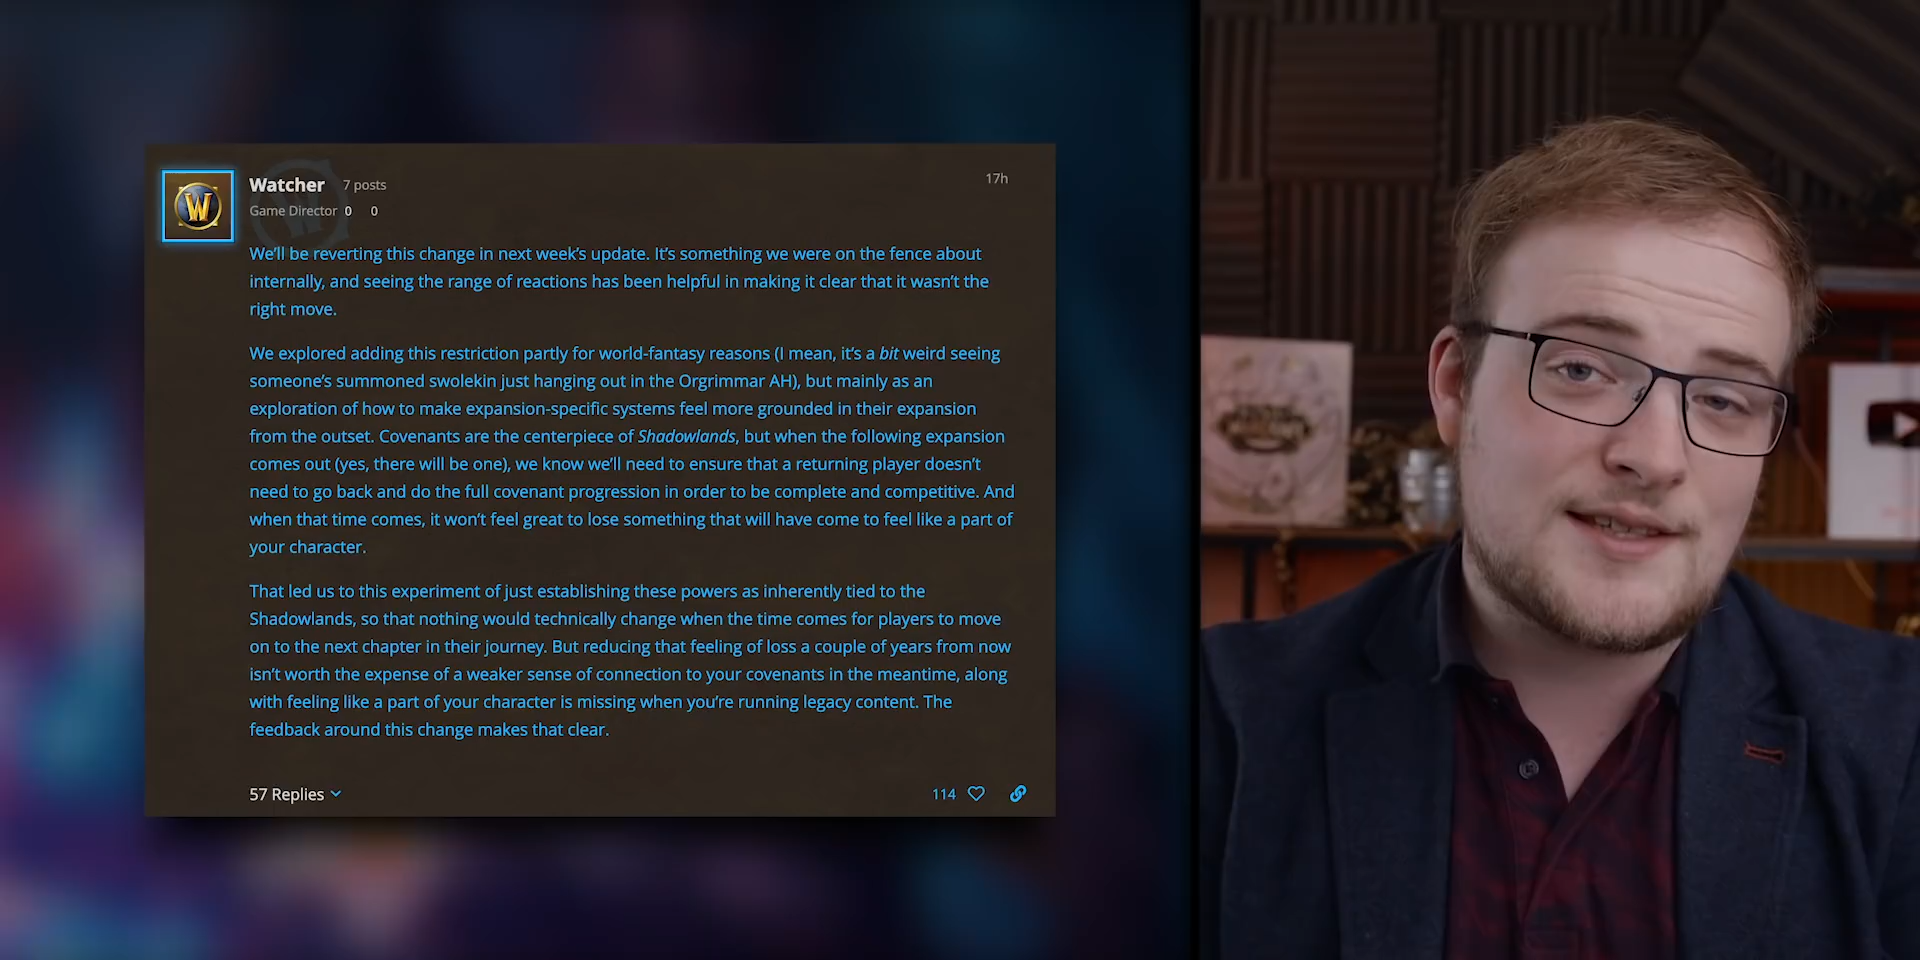 Watcher 7 posts 17h
Game Director 0 0
We'll be reverting this change in next week's update. It's something we were on the fence about
internally, and seeing the range of reactions has been helpful in making it clear that it wasn't the
right move.
We explored adding this restriction partly for world-fantasy reasons (I mean, it's a bit weird seeing
someone's summoned swolekin just hanging out in the Orgrimmar AH), but mainly as an
exploration of how to make expansion-specific systems feel more grounded in their expansion
from the outset. Covenants are the centerpiece of Shadowlands, but when the following expansion
comes out (yes, there will be one), we know we'll need to ensure that a returning player doesn't
need to go back and do the full covenant progression in order to be complete and competitive. And
when that time comes, it won't feel great to lose something that will have come to feel like a part of
your character.
That led us to this experiment of just establishing these powers as inherently tied to the
Shadowlands, so that nothing would technically change when the time comes for players to move
on to the next chapter in their journey. But reducing that feeling of loss a couple of years from now
isn't worth the expense of a weaker sense of connection to your covenants in the meantime, along
with feeling like a part of your character is missing when you're running legacy content. The
feedback around this change makes that clear.
57 Replies 114